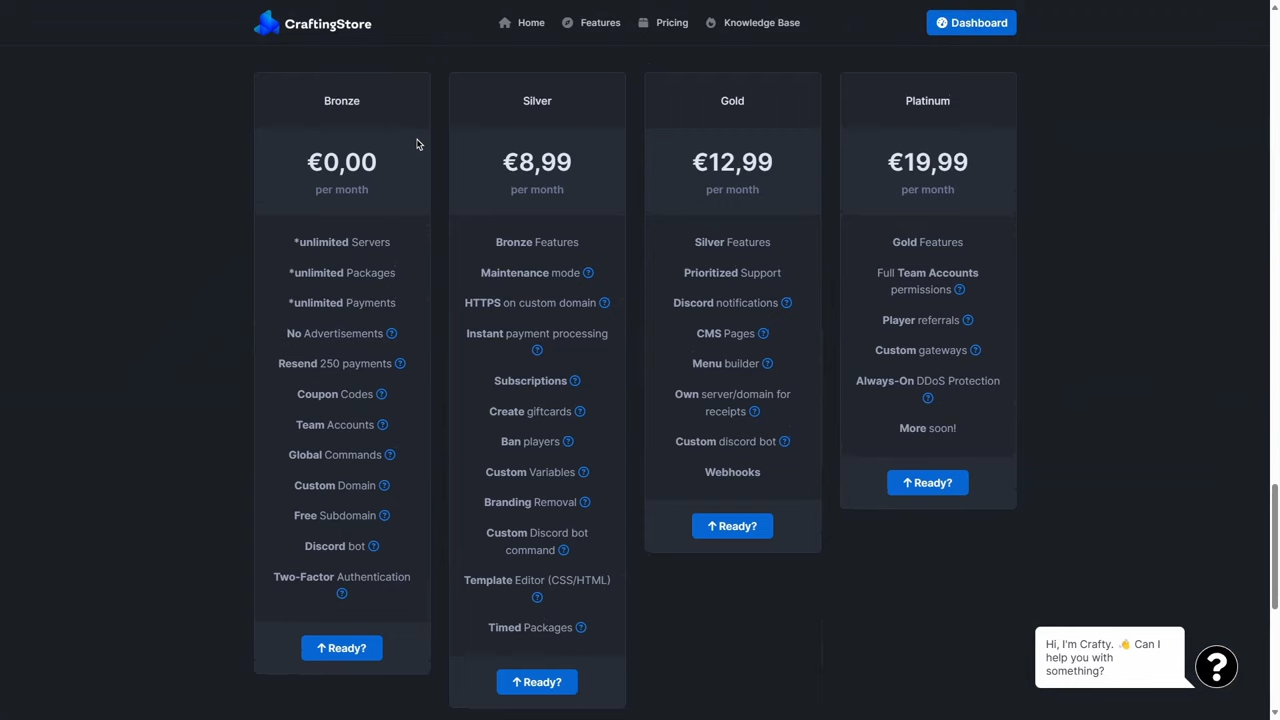 CraftingStore
Home
Features
Pricing
Knowledge Base
Dashboard
Bronze
€0,00
per month
*unlimited Servers
*unlimited Packages
*unlimited Payments
No Advertisements ?
Resend 250 payments ?
Coupon Codes ?
Team Accounts ?
Global Commands ?
Custom Domain ?
Free Subdomain ?
Discord bot ?
Two-Factor Authentication
?
Ready?
Silver
€8,99
per month
Bronze Features
Maintenance mode ?
HTTPS on custom domain ?
Instant payment processing
?
Subscriptions ?
Create giftcards ?
Ban players ?
Custom Variables ?
Branding Removal ?
Custom Discord bot
command ?
Template Editor (CSS/HTML)
?
Timed Packages ?
Ready?
Gold
€12,99
per month
Silver Features
Prioritized Support
Discord notifications ?
CMS Pages ?
Menu builder ?
Own server/domain for
receipts ?
Custom discord bot ?
Webhooks
Ready?
Platinum
€19,99
per month
Gold Features
Full Team Accounts
permissions ?
Player referrals ?
Custom gateways ?
Always-On DDoS Protection
?
More soon!
Ready?
Hi, I'm Crafty. 👋 Can I
help you with
something?
?